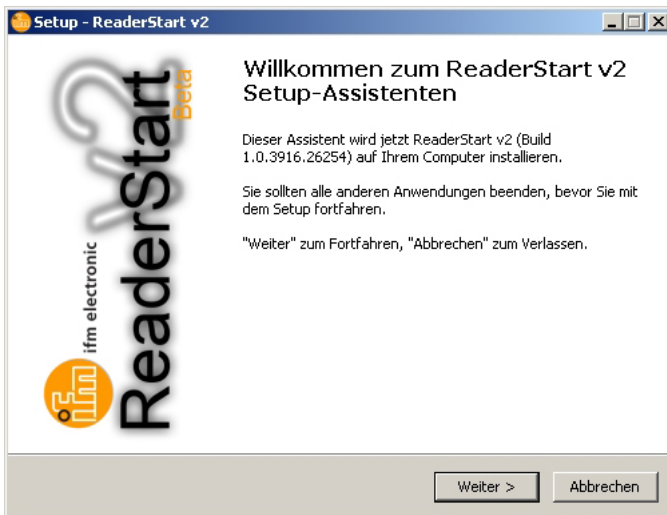 Setup - ReaderStart v2
Willkommen zum ReaderStart v2
Setup-Assistenten
Dieser Assistent wird jetzt ReaderStart v2 (Build
1.0.3916.26254) auf Ihrem Computer installieren.
Sie sollten alle anderen Anwendungen beenden, bevor Sie mit
dem Setup fortfahren.
"Weiter" zum Fortfahren, "Abbrechen" zum Verlassen.
ifm electronic
ReaderStart
v2
Beta
ifm
Weiter >
Abbrechen